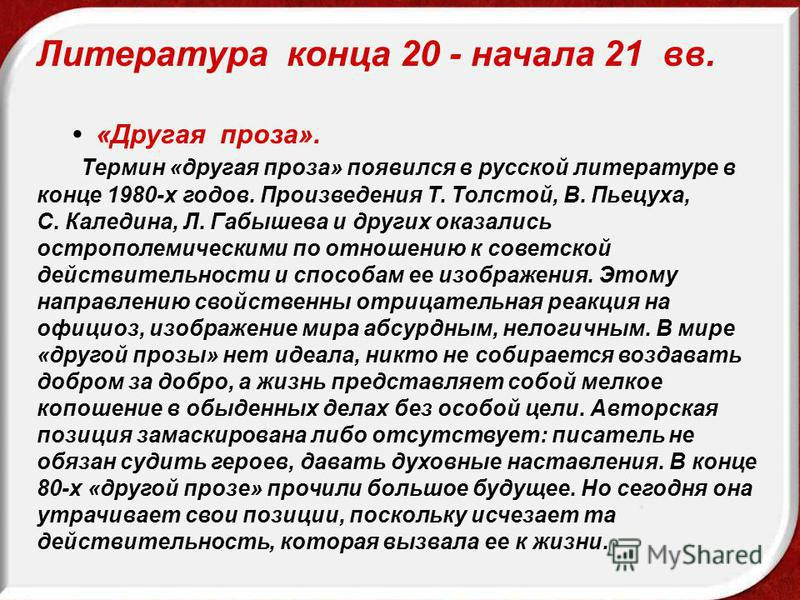 Литература конца 20 - начала 21 вв.
• «Другая проза».
Термин «другая проза» появился в русской литературе в
конце 1980-х годов. Произведения Т. Толстой, В. Пьецуха,
С. Каледина, Л. Габышева и других оказались
острополемическими по отношению к советской
действительности и способам ее изображения. Этому
направлению свойственны отрицательная реакция на
официоз, изображение мира абсурдным, нелогичным. В мире
«другой прозы» нет идеала, никто не собирается воздавать
добром за добро, а жизнь представляет собой мелкое
копошение в обыденных делах без особой цели. Авторская
позиция замаскирована либо отсутствует: писатель не
обязан судить героев, давать духовные наставления. В конце
80-х «другой прозе» прочили большое будущее. Но сегодня она
утрачивает свои позиции, поскольку исчезает та
действительность, которая вызвала ее к жизни.
MyShared